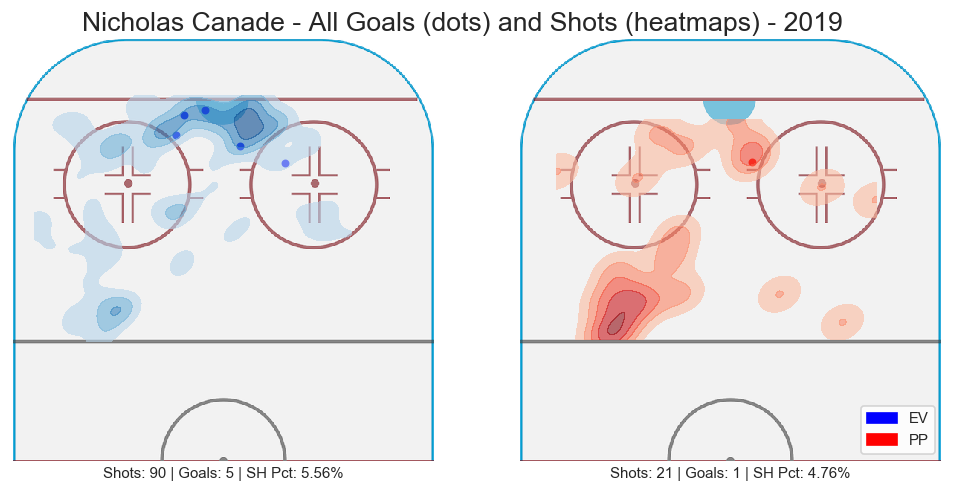 Nicholas Canade - All Goals (dots) and Shots (heatmaps) - 2019
EV
PP
Shots: 90 | Goals: 5 | SH Pct: 5.56%
Shots: 21 | Goals: 1 | SH Pct: 4.76%